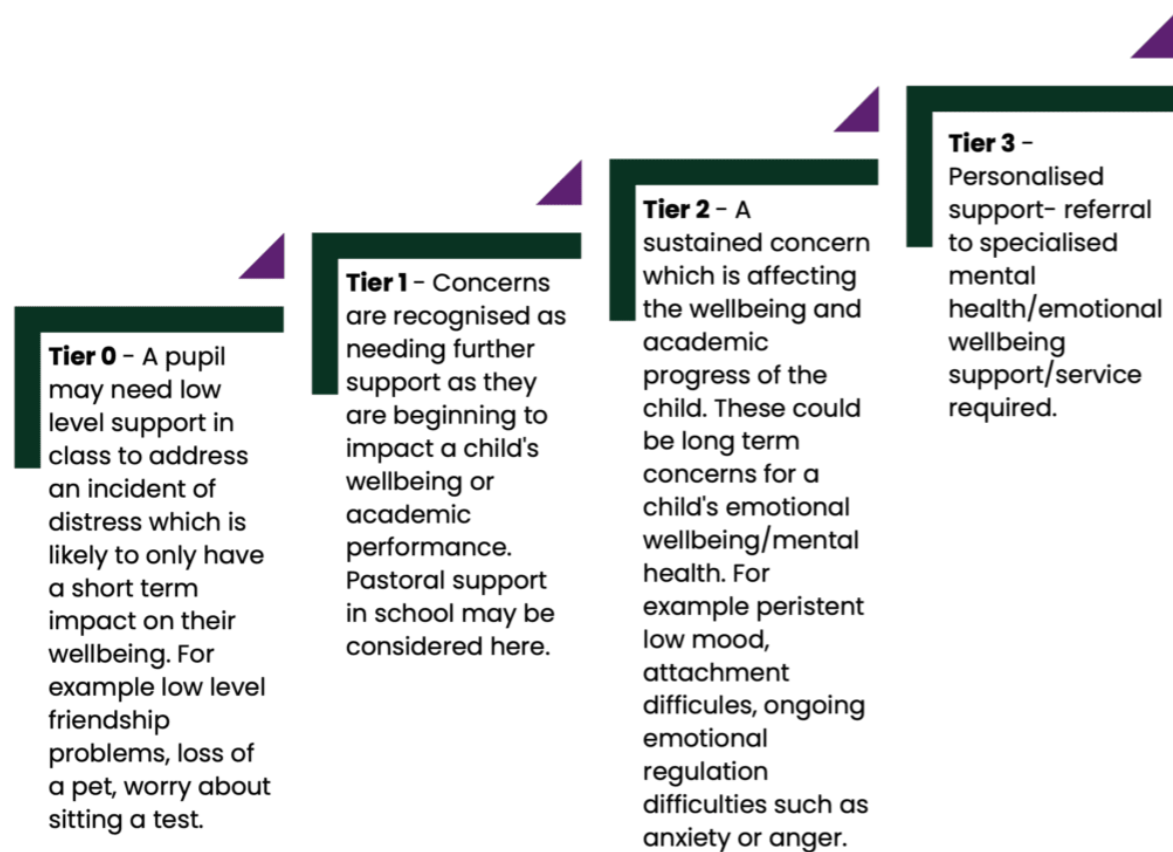 Tier 0 - A pupil
may need low
level support in
class to address
an incident of
distress which is
likely to only have
a short term
impact on their
wellbeing. For
example low level
friendship
problems, loss of
a pet, worry about
sitting a test.
Tier 1 - Concerns
are recognised as
needing further
support as they
are beginning to
impact a child's
wellbeing or
academic
performance.
Pastoral support
in school may be
considered here.
Tier 2 - A
sustained concern
which is affecting
the wellbeing and
academic
progress of the
child. These could
be long term
concerns for a
child's emotional
wellbeing/mental
health. For
example peristent
low mood,
attachment
difficules, ongoing
emotional
regulation
difficulties such as
anxiety or anger.
Tier 3 -
Personalised
support- referral
to specialised
mental
health/emotional
wellbeing
support/service
required.